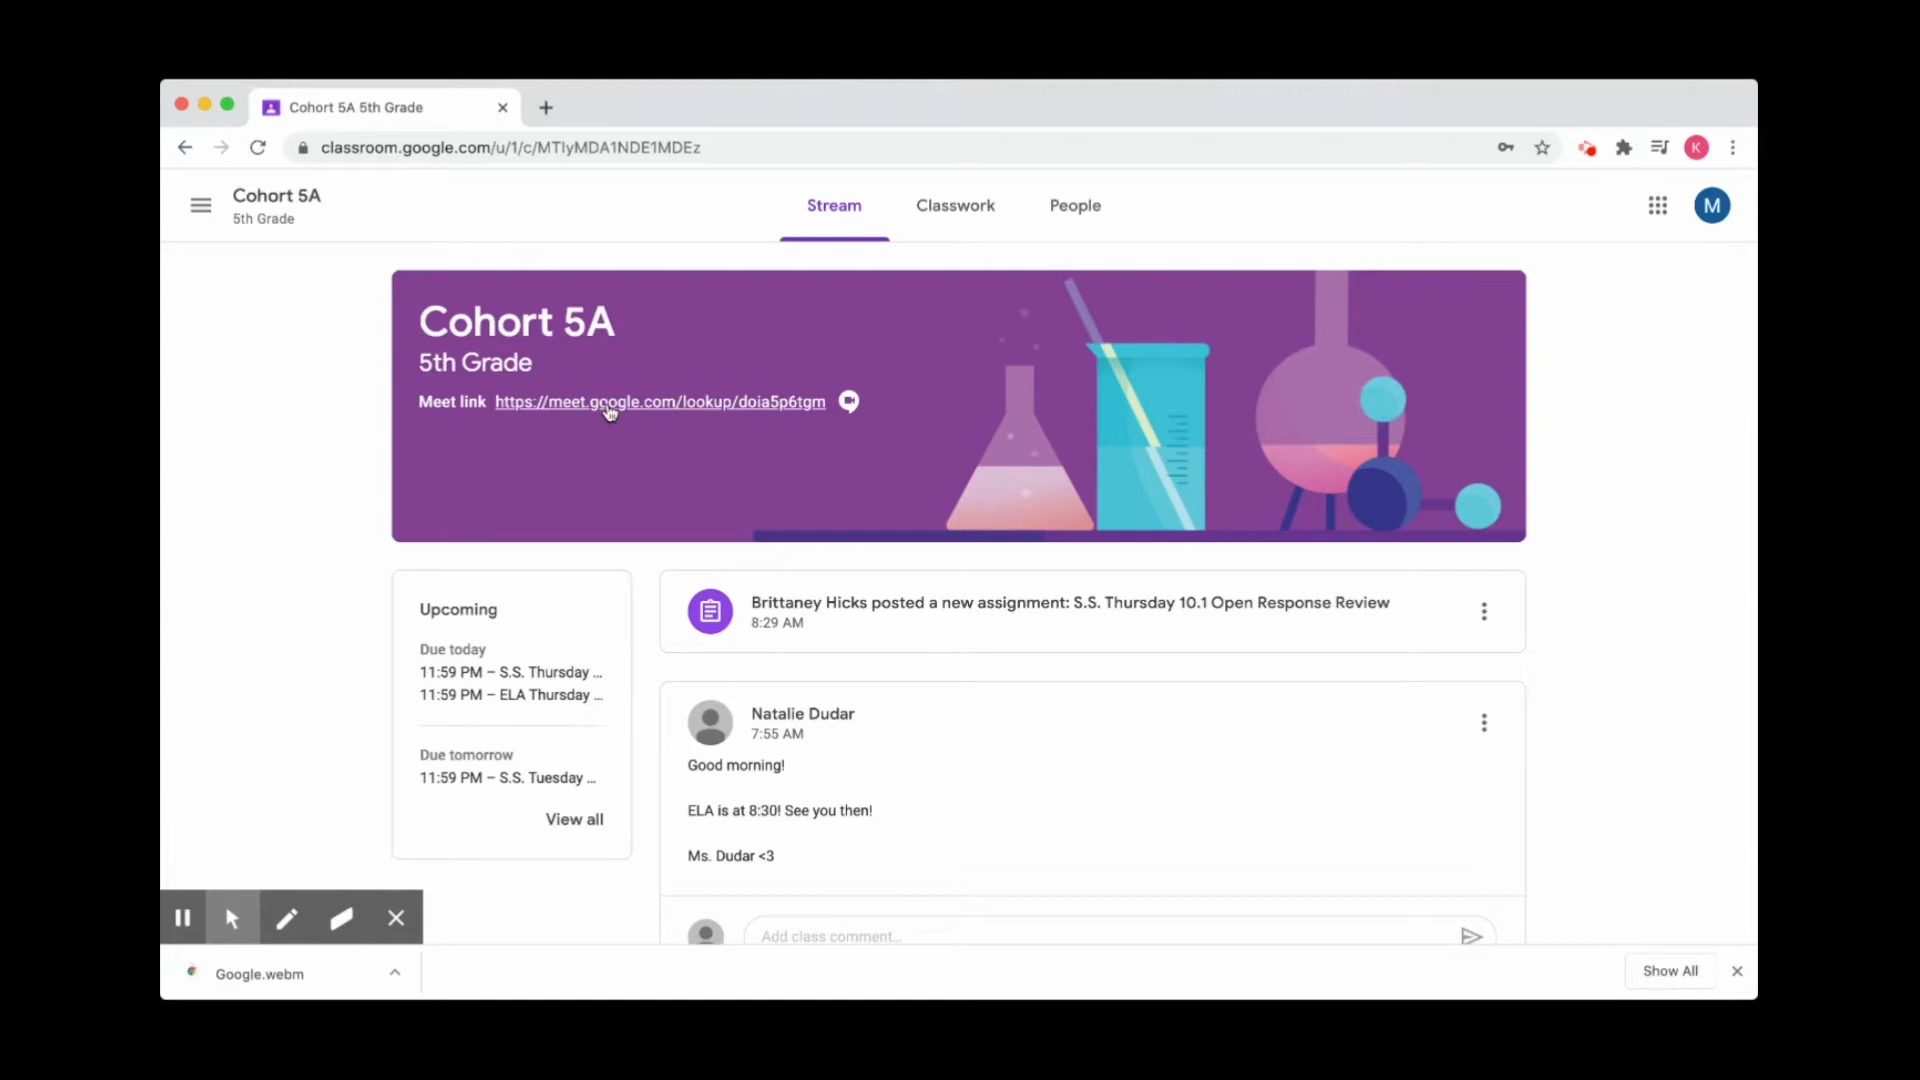 Cohort 5A 5th Grade
classroom.google.com/u/1/c/MTIyMDA1NDE1MDEz
K
Cohort 5A
5th Grade
Stream
Classwork
People
M
Cohort 5A
5th Grade
Meet link https://meet.google.com/lookup/doia5p6tgm
Upcoming
Due today
11:59 PM – S.S. Thursday ...
11:59 PM – ELA Thursday ...
Due tomorrow
11:59 PM – S.S. Tuesday ...
View all
Brittaney Hicks posted a new assignment: S.S. Thursday 10.1 Open Response Review
8:29 AM
Natalie Dudar
7:55 AM
Good morning!
ELA is at 8:30! See you then!
Ms. Dudar <3
Add class comment...
Google.webm
Show All